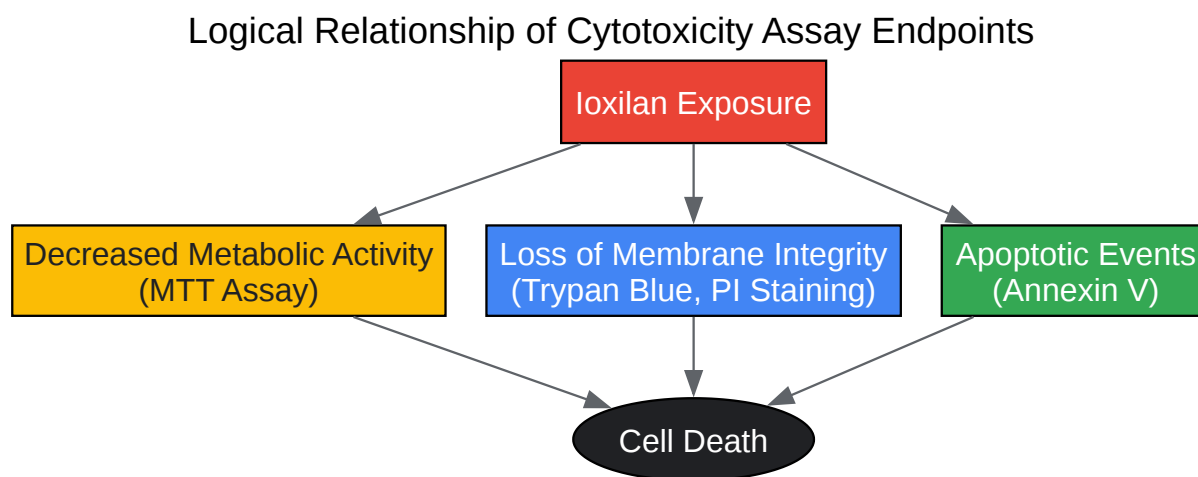 Logical Relationship of Cytotoxicity Assay Endpoints
Ioxilan Exposure
Decreased Metabolic Activity
(MTT Assay)
Loss of Membrane Integrity
(Trypan Blue, PI Staining)
Apoptotic Events
(Annexin V)
Cell Death